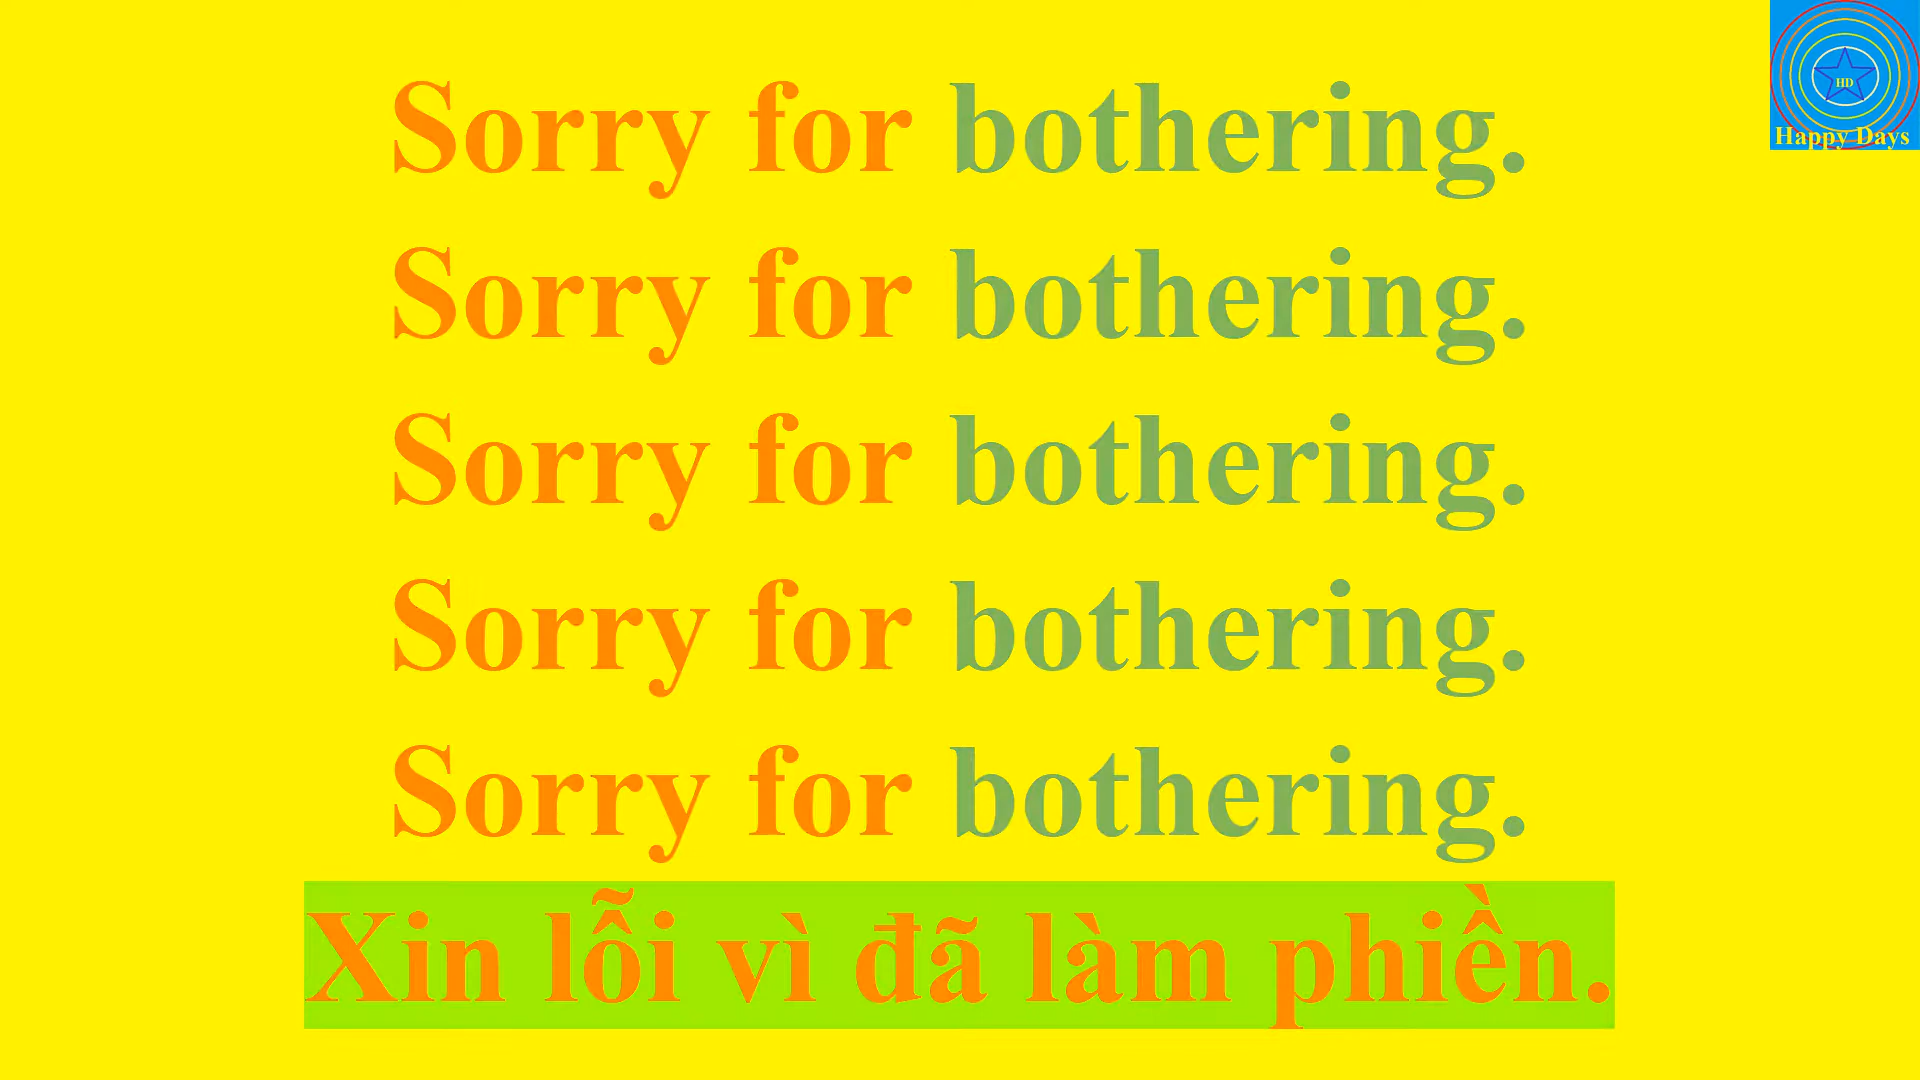 Sorry for bothering.
Sorry for bothering.
Sorry for bothering.
Sorry for bothering.
Sorry for bothering.
Xin lỗi vì đã làm phiền.
HD
Happy Days